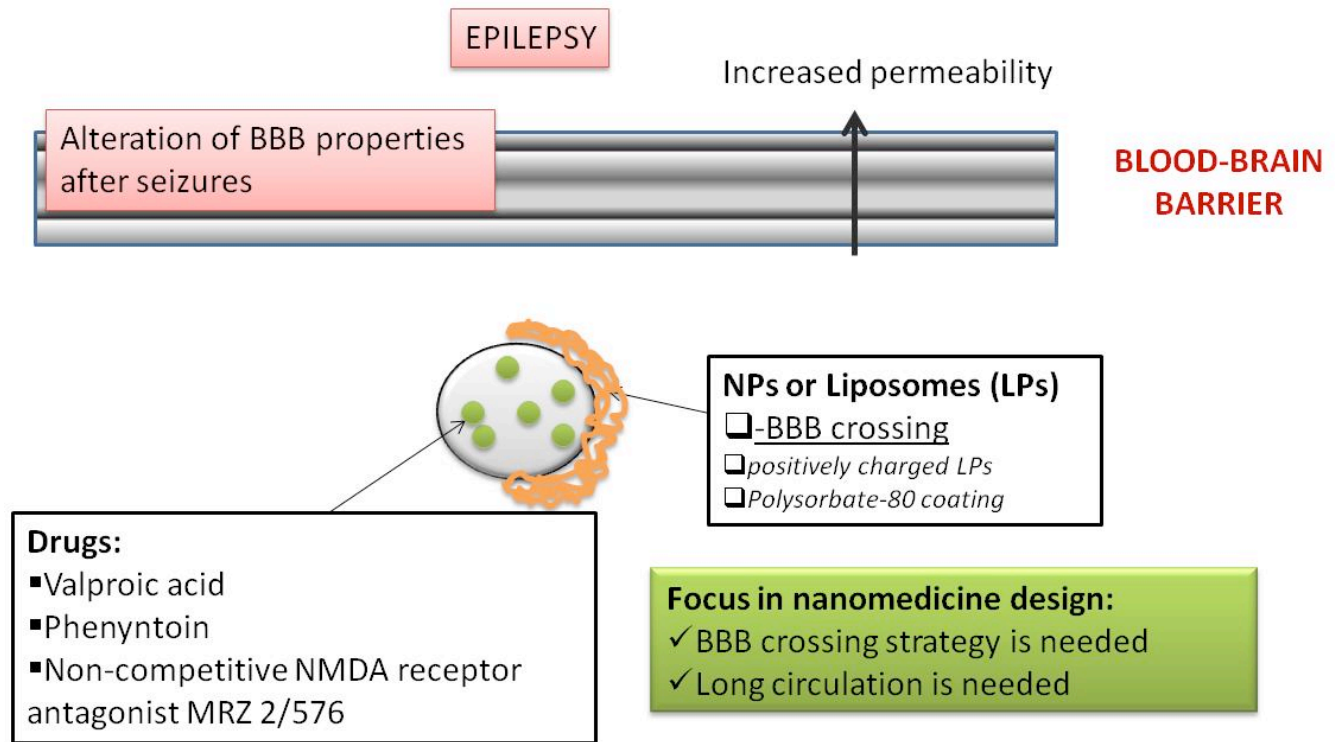 EPILEPSY
Increased permeability
Alteration of BBB properties
after seizures
BLOOD-BRAIN
BARRIER
NPs or Liposomes (LPs)
❑-BBB crossing
❑positively charged LPs
❑Polysorbate-80 coating
Drugs:
▪Valproic acid
▪Phenyntoin
▪Non-competitive NMDA receptor
antagonist MRZ 2/576
Focus in nanomedicine design:
✓BBB crossing strategy is needed
✓Long circulation is needed